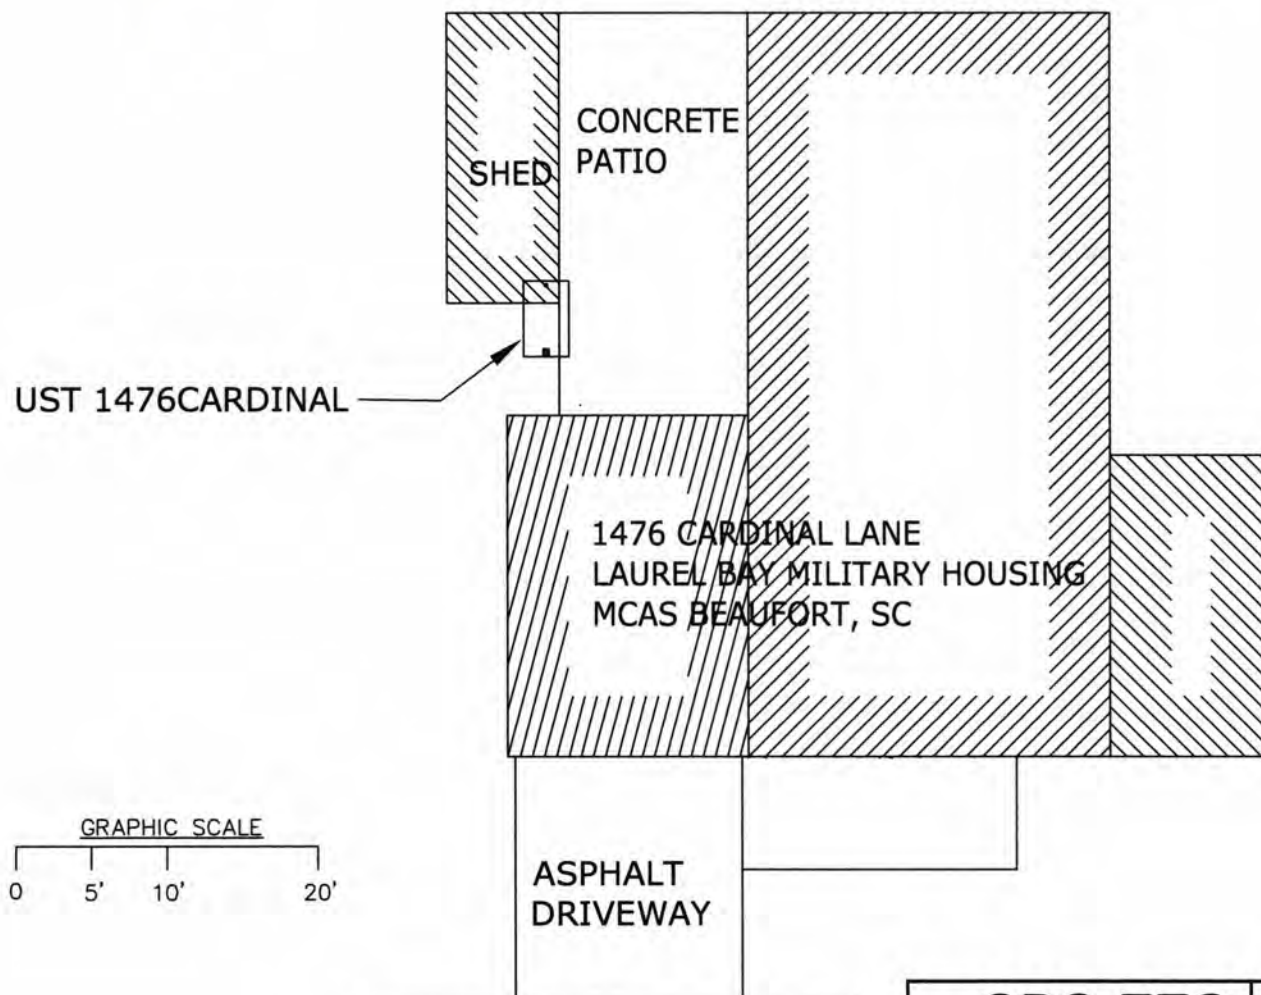 CONCRETE
PATIO
SHED
UST 1476CARDINAL
1476 CARDINAL LANE
LAUREL BAY MILITARY HOUSING
MCAS BEAUFORT, SC
GRAPHIC SCALE
0 5' 10' 20'
ASPHALT
DRIVEWAY